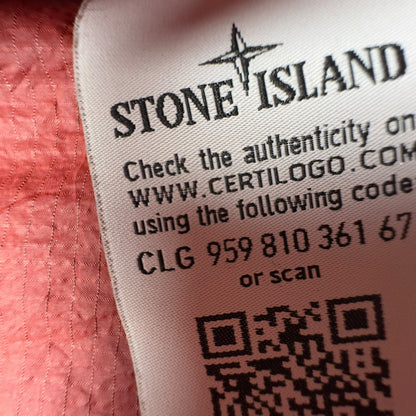 STONE ISLAND
Check the authenticity on
WWW.CERTILOGO.COM
using the following code:
CLG 959 810 361 67
or scan